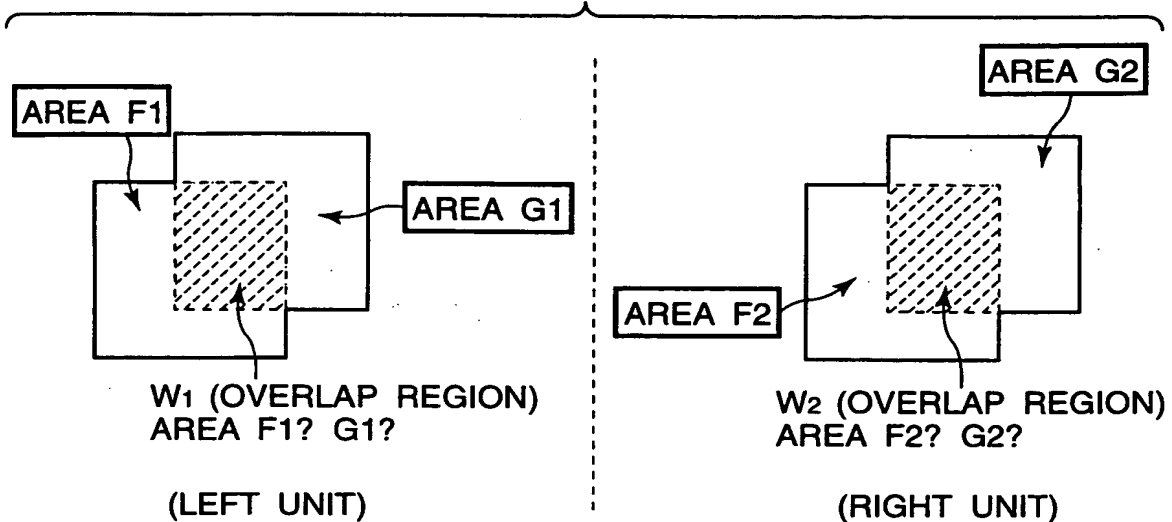 AREA F1
AREA G1
W1 (OVERLAP REGION)
AREA F1? G1?
(LEFT UNIT)
AREA G2
AREA F2
W2 (OVERLAP REGION)
AREA F2? G2?
(RIGHT UNIT)